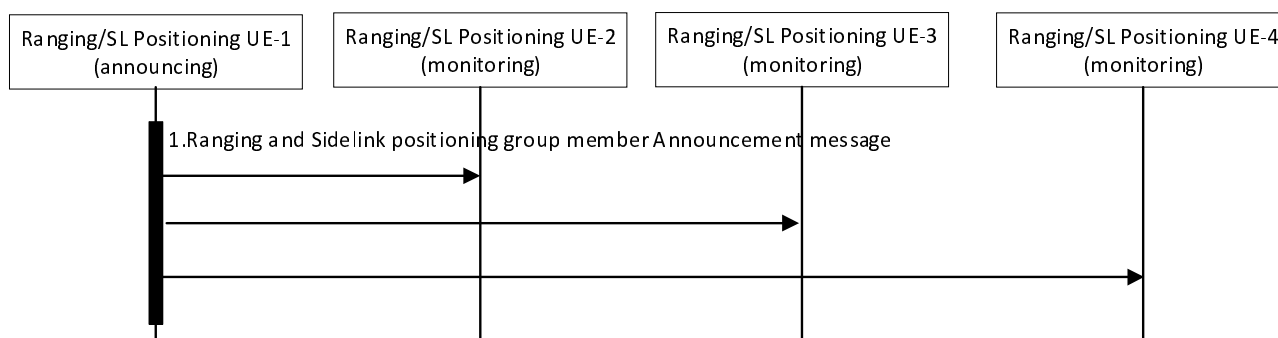 Ranging/SL Positioning UE-1
(announcing)
Ranging/SL Positioning UE-2
(monitoring)
Ranging/SL Positioning UE-3
(monitoring)
Ranging/SL Positioning UE-4
(monitoring)
1.Ranging and Sidelink positioning group member Announcement message